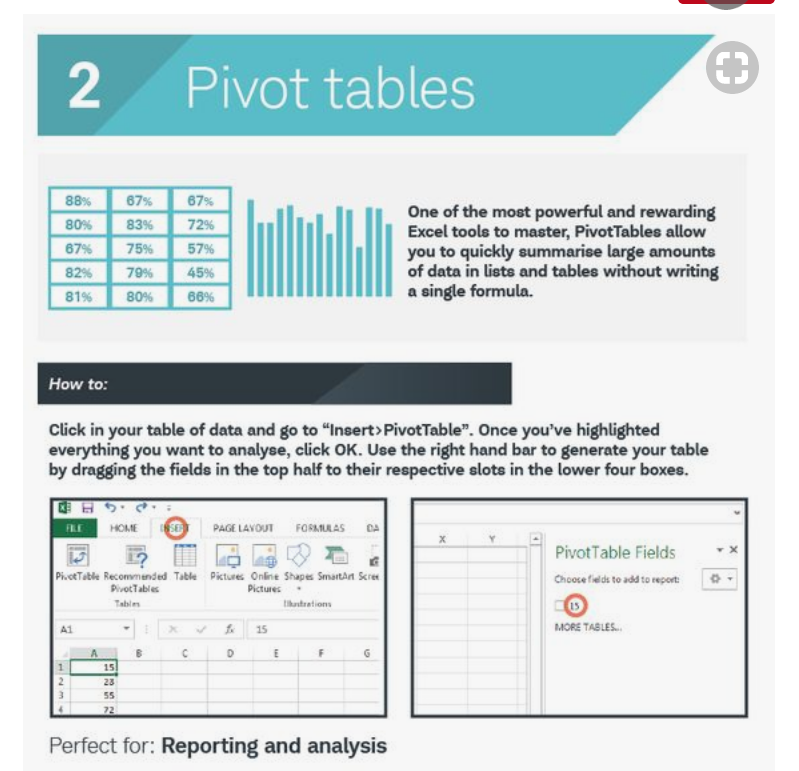 2 Pivot tables
88% 67% 67%
80% 83% 72%
67% 75% 57%
82% 79% 45%
81% 80% 66%
One of the most powerful and rewarding
Excel tools to master, PivotTables allow
you to quickly summarise large amounts
of data in lists and tables without writing
a single formula.
How to:
Click in your table of data and go to “Insert>PivotTable”. Once you’ve highlighted
everything you want to analyse, click OK. Use the right hand bar to generate your table
by dragging the fields in the top half to their respective slots in the lower four boxes.
FILE HOME INSERT PAGE LAYOUT FORMULAS DA
PivotTable Recommended Table Pictures Online Shapes SmartArt Scree
PivotTables Pictures
Tables Illustrations
A1 fx 15
A B C D E F G
1 15
2 23
3 55
4 72
X Y
PivotTable Fields
Choose fields to add to report:
15
MORE TABLES...
Perfect for: Reporting and analysis